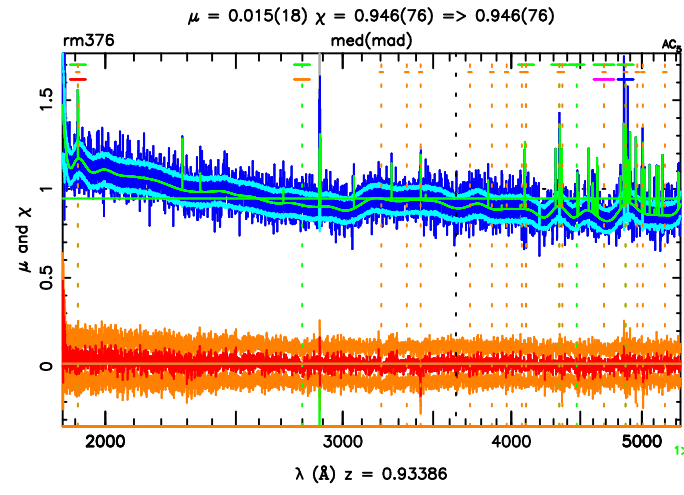 μ = 0.015(18) χ = 0.946(76) => 0.946(76)
rm376 med(mad)
1.5
1
0.5
0
μ and χ
2000 3000 4000 5000
λ (Å) z = 0.93386